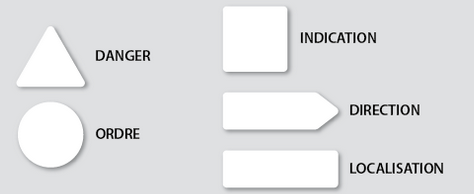 DANGER
ORDRE
INDICATION
DIRECTION
LOCALISATION